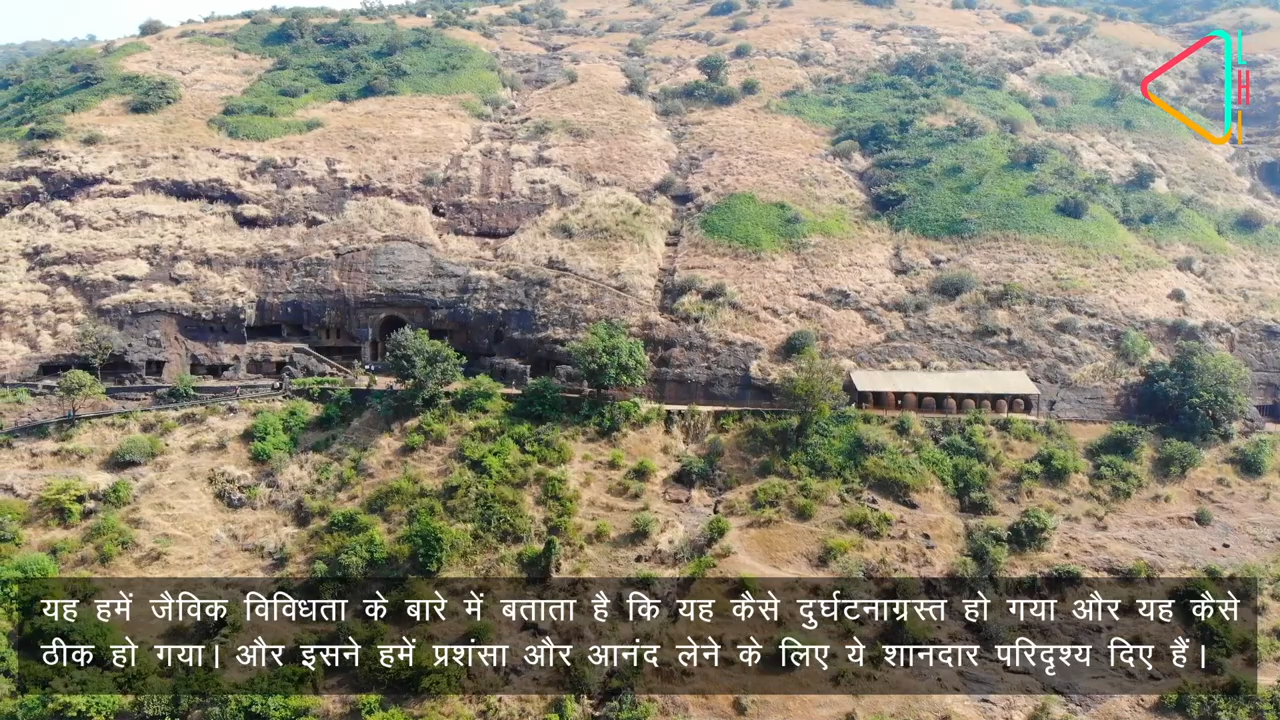 LHI
यह हमें जैविक विविधता के बारे में बताता है कि यह कैसे दुर्घटनाग्रस्त हो गया और यह कैसे
ठीक हो गया। और इसने हमें प्रशंसा और आनंद लेने के लिए ये शानदार परिदृश्य दिए हैं।